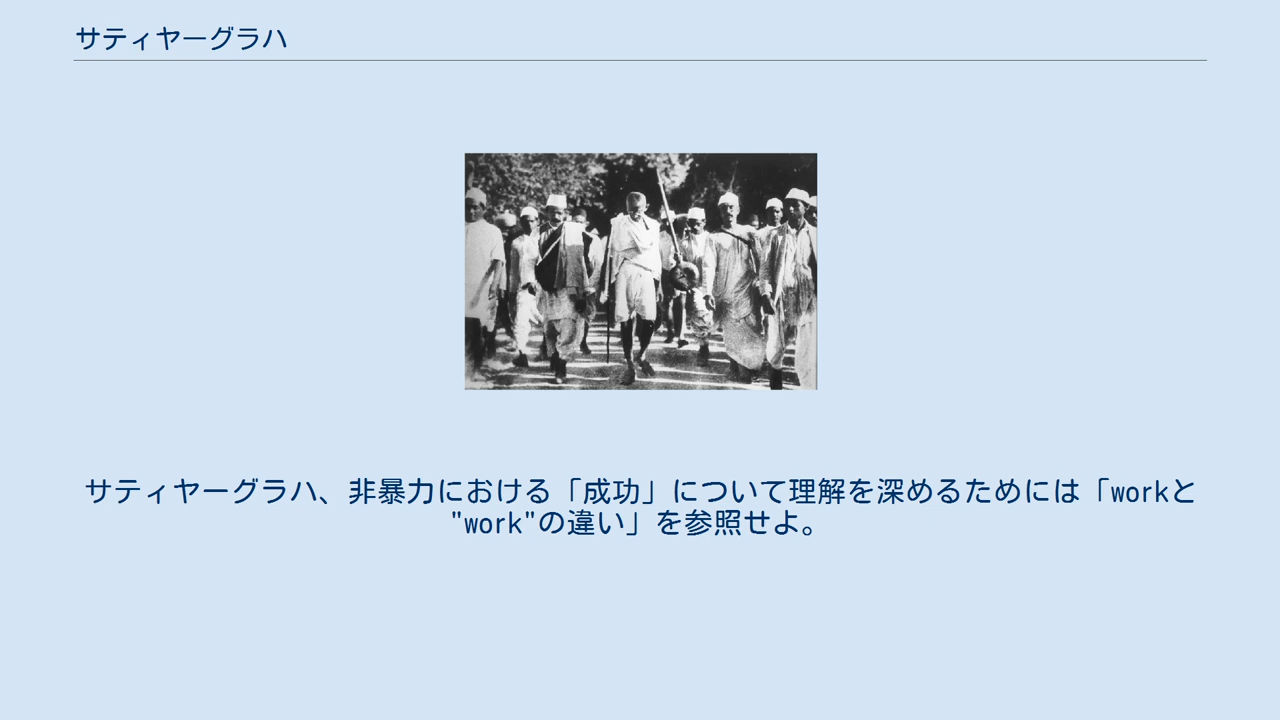 サティヤーグラハ
サティヤーグラハ、非暴力における「成功」について理解を深めるためには「workと
"work"の違い」を参照せよ。